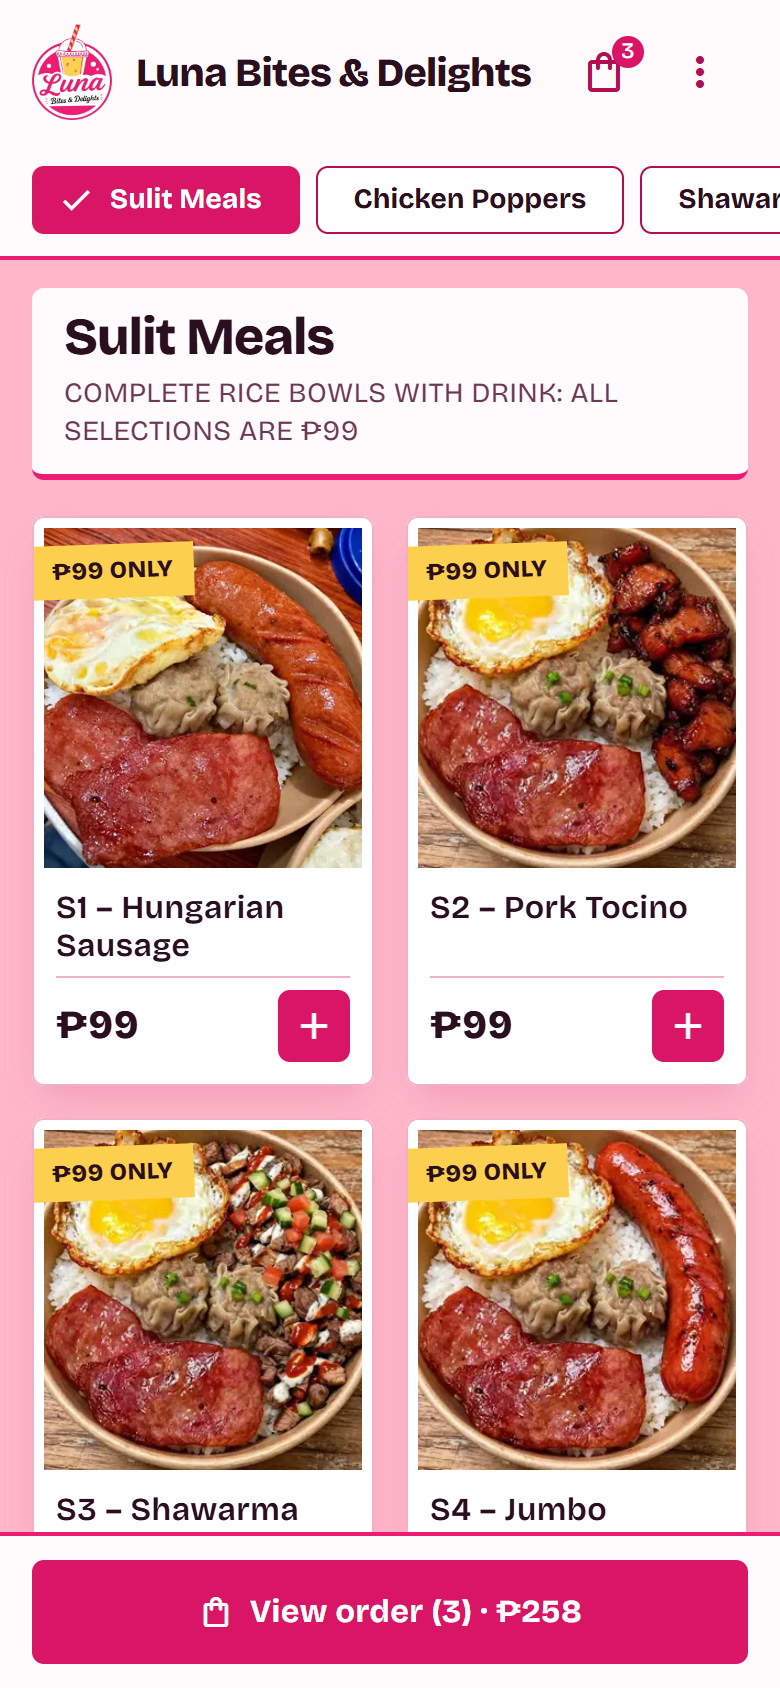 Luna
Bites & Delights
Luna Bites & Delights
3
Sulit Meals
Chicken Poppers
Shawar
Sulit Meals
COMPLETE RICE BOWLS WITH DRINK: ALL
SELECTIONS ARE ₱99
₱99 ONLY
₱99 ONLY
S1 – Hungarian
Sausage
S2 – Pork Tocino
₱99
₱99
₱99 ONLY
₱99 ONLY
S3 – Shawarma
S4 – Jumbo
View order (3) · ₱258